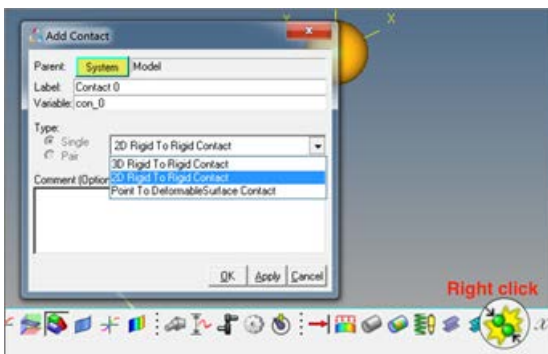 X
Add Contact
Parent: System Model
Label: Contact 0
Variable: con_0
Type:
Single 2D Rigid To Rigid Contact
Pair 3D Rigid To Rigid Contact
2D Rigid To Rigid Contact
Comment (Option
Point To DeformableSurface Contact
OK Apply Cancel
Right click